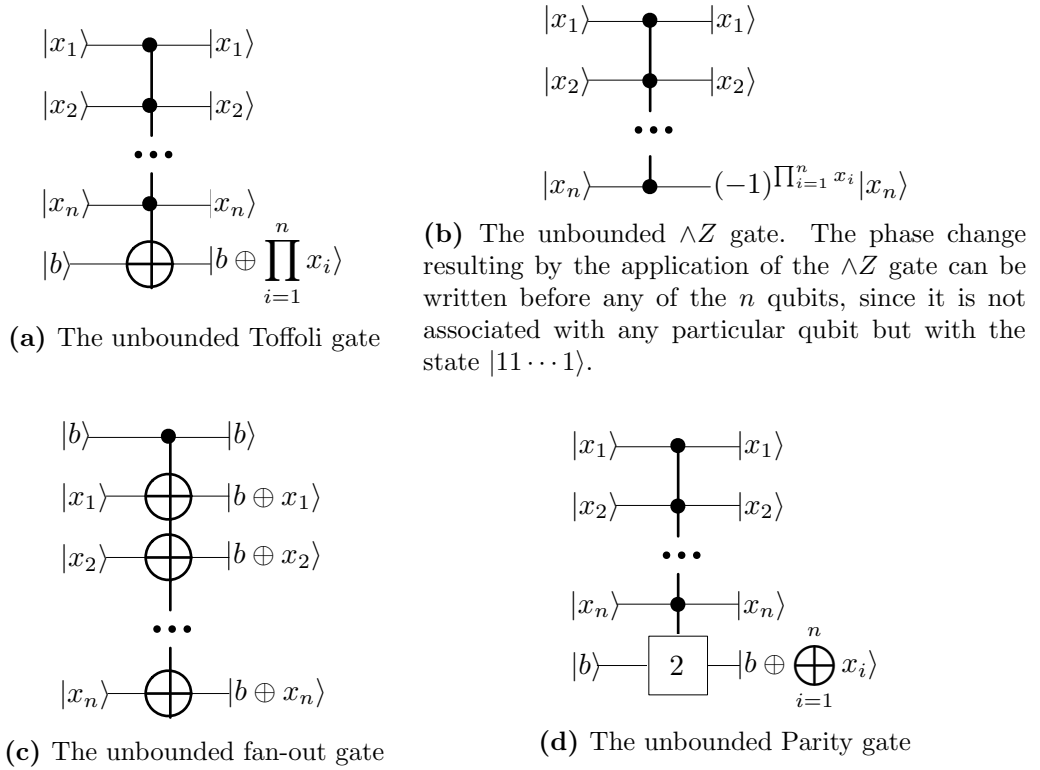 |x₁⟩ |x₁⟩
|x₂⟩ |x₂⟩
•••
|xₙ⟩ |xₙ⟩
|b⟩ |b ⊕ ∏ⁿᵢ₌₁ xᵢ⟩
(a) The unbounded Toffoli gate
|x₁⟩ |x₁⟩
|x₂⟩ |x₂⟩
•••
|xₙ⟩ (−1)^{∏ⁿᵢ₌₁ xᵢ}|xₙ⟩
(b) The unbounded ∧Z gate. The phase change
resulting by the application of the ∧Z gate can be
written before any of the n qubits, since it is not
associated with any particular qubit but with the
state |11 ⋯ 1⟩.
|b⟩ |b⟩
|x₁⟩ |b ⊕ x₁⟩
|x₂⟩ |b ⊕ x₂⟩
•••
|xₙ⟩ |b ⊕ xₙ⟩
(c) The unbounded fan-out gate
|x₁⟩ |x₁⟩
|x₂⟩ |x₂⟩
•••
|xₙ⟩ |xₙ⟩
|b⟩ 2 |b ⊕ ⨁ⁿᵢ₌₁ xᵢ⟩
(d) The unbounded Parity gate